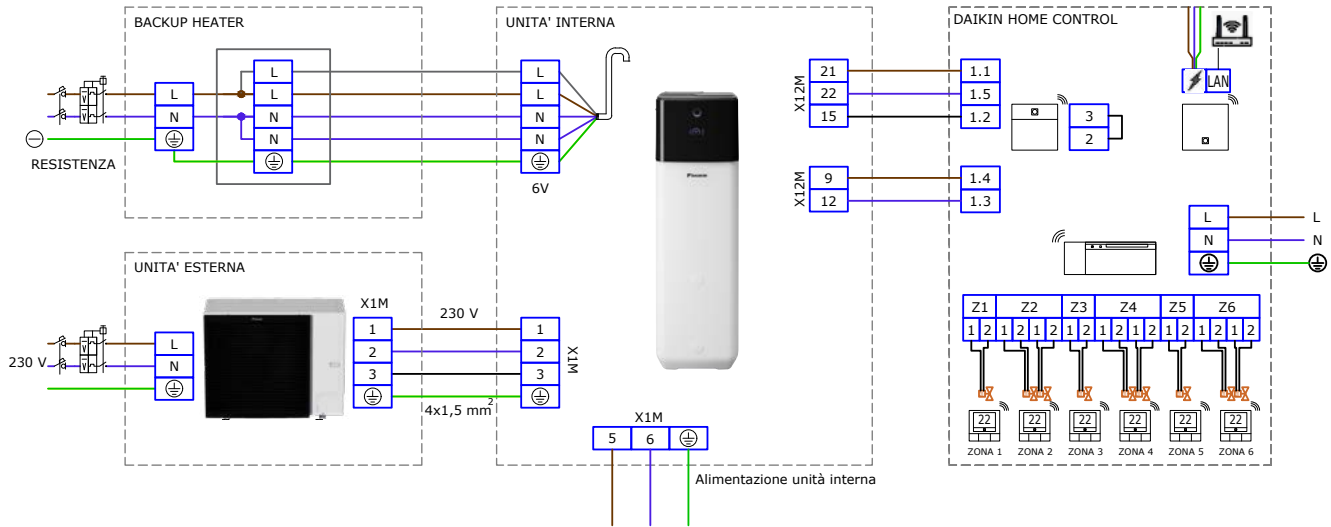 BACKUP HEATER
L
N
RESISTENZA
L
L
N
N
UNITA' INTERNA
L
L
N
N
6V
DAIKIN
X12M
21
22
15
1.1
1.5
1.2
X12M
9
12
1.4
1.3
DAIKIN HOME CONTROL
LAN
3
2
L L
N N
Z1 Z2 Z3 Z4 Z5 Z6
1 2 1 2 1 2 1 2 1 2 1 2 1 2 1 2 1 2
22 22 22 22 22 22
ZONA 1 ZONA 2 ZONA 3 ZONA 4 ZONA 5 ZONA 6
UNITA' ESTERNA
230 V
L
N
X1M
1
2
3
230 V
4x1,5 mm²
1
2
3
X1M
X1M
5 6
Alimentazione unità interna